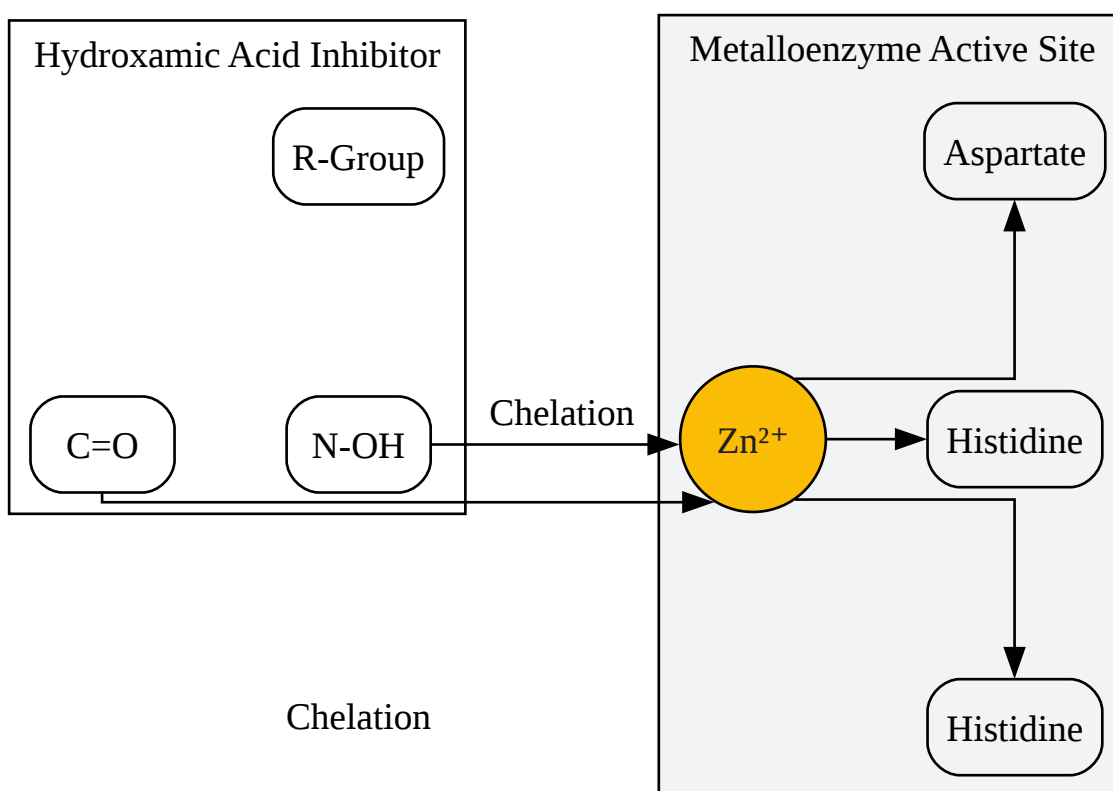 Hydroxamic Acid Inhibitor
R-Group
C=O
N-OH
Chelation
Chelation
Metalloenzyme Active Site
Aspartate
Zn²⁺
Histidine
Histidine